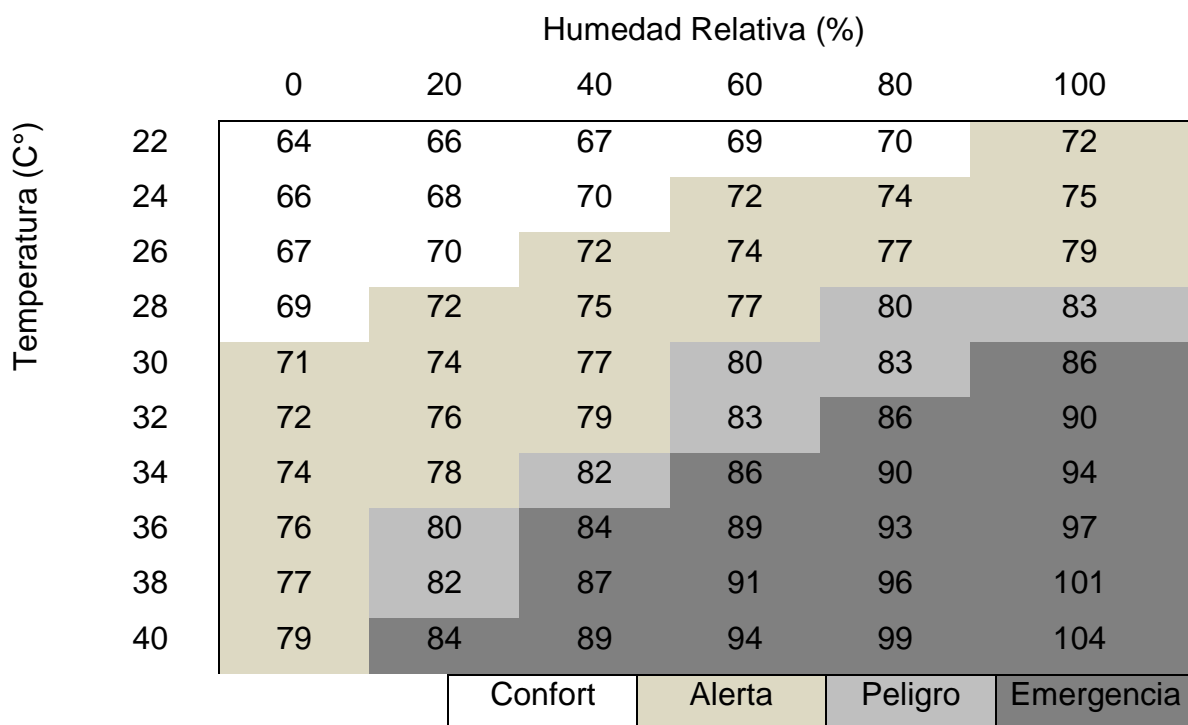 Humedad Relativa (%)
0 20 40 60 80 100
Temperatura (C°)
22 64 66 67 69 70 72
24 66 68 70 72 74 75
26 67 70 72 74 77 79
28 69 72 75 77 80 83
30 71 74 77 80 83 86
32 72 76 79 83 86 90
34 74 78 82 86 90 94
36 76 80 84 89 93 97
38 77 82 87 91 96 101
40 79 84 89 94 99 104
Confort Alerta Peligro Emergencia